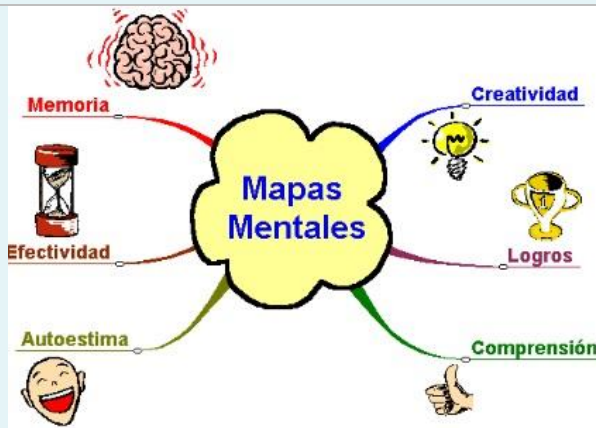 Memoria
Creatividad
Mapas
Mentales
Efectividad
Logros
Autoestima
Comprensión